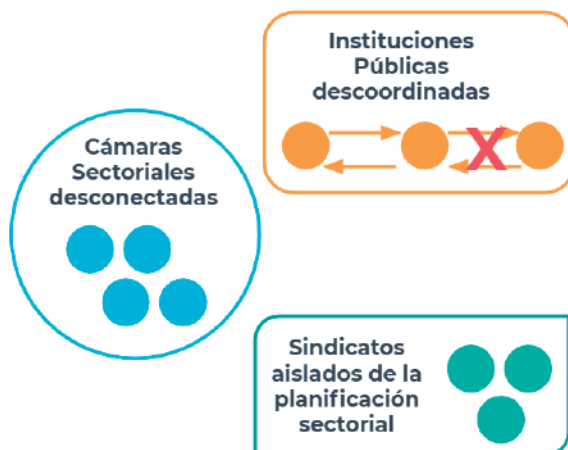 Instituciones
Públicas
descoordinadas
X
Cámaras
Sectoriales
desconectadas
Sindicatos
aislados de la
planificación
sectorial